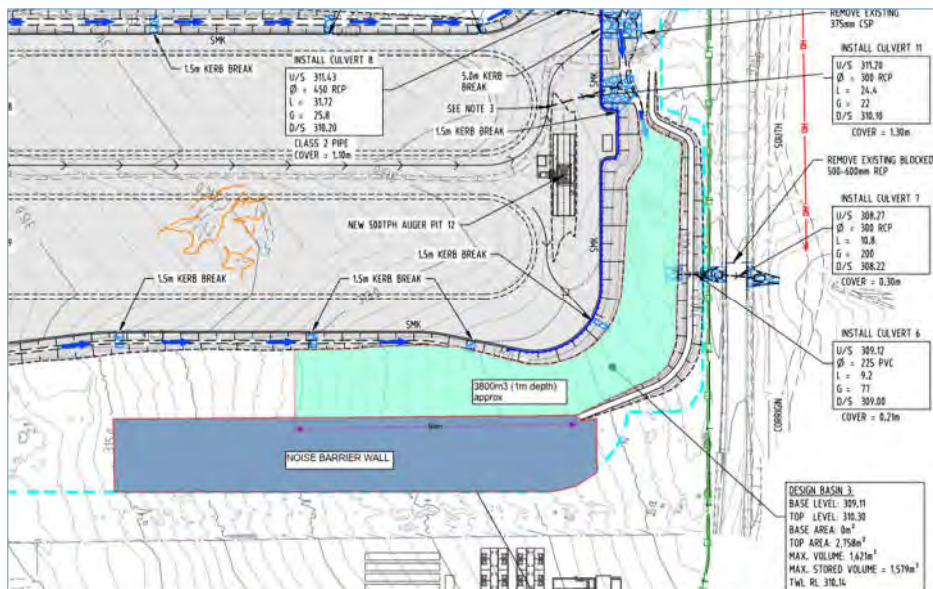 REMOVE EXISTING
375mm CSP
SMK
1.5m KERB BREAK
INSTALL CULVERT 8
U/S 311.43
Ø = 450 RCP
L = 31.72
G = 25.8
D/S 310.20
CLASS 2 PIPE
COVER = 1.10m
5.0m KERB
BREAK
SMK
SEE NOTE 3
1.5m KERB BREAK
INSTALL CULVERT 11
U/S 311.20
Ø = 300 RCP
L = 24.4
G = 22
D/S 310.10
COVER = 1.30m
SOUTH
REMOVE EXISTING BLOCKED
500-600mm RCP
NEW 500TPH AUGER PIT 12
INSTALL CULVERT 7
U/S 308.27
Ø = 300 RCP
L = 10.8
G = 200
D/S 308.22
COVER = 0.30m
1.5m KERB BREAK
SMK
1.5m KERB BREAK
1.5m KERB BREAK
SMK
INSTALL CULVERT 6
U/S 309.12
Ø = 225 PVC
L = 9.2
G = 77
D/S 309.00
COVER = 0.21m
3800m3 (1m depth)
approx
CORRIGIN
NOISE BARRIER WALL
DESIGN BASIN 3
BASE LEVEL: 309.11
TOP LEVEL: 310.30
BASE AREA: 0m²
TOP AREA: 2,758m²
MAX. VOLUME: 1,621m³
MAX. STORED VOLUME = 1,579m³
TWL RL 310.14